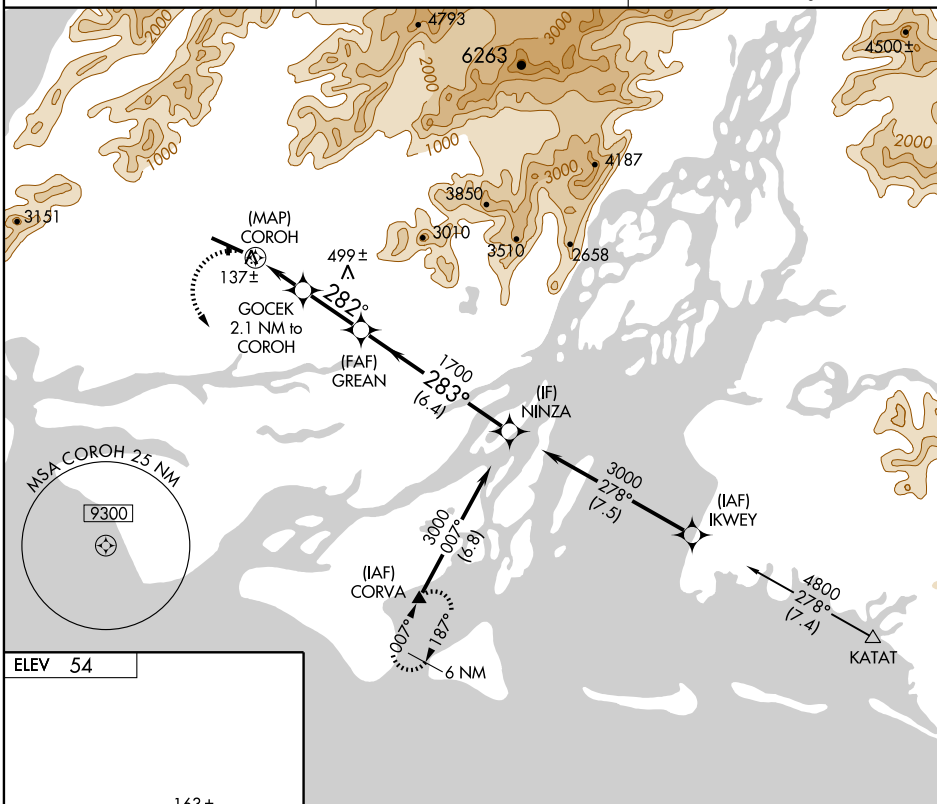 4793
3000
2000
6263
4500±
2000
1000
1000
2000
3000
4187
3850
3151
3010
3510
2658
(MAP)
COROH
137±
499±
282°
GOCEK
2.1 NM to
COROH
(FAF)
GREAN
1700
283°
(6.4)
(IF)
NINZA
MSA COROH 25 NM
9300
3000
278°
(7.5)
(IAF)
IKWEY
3000
007°
(6.8)
(IAF)
CORVA
007°
187°
6 NM
4800
278°
(7.4)
KATAT
ELEV 54